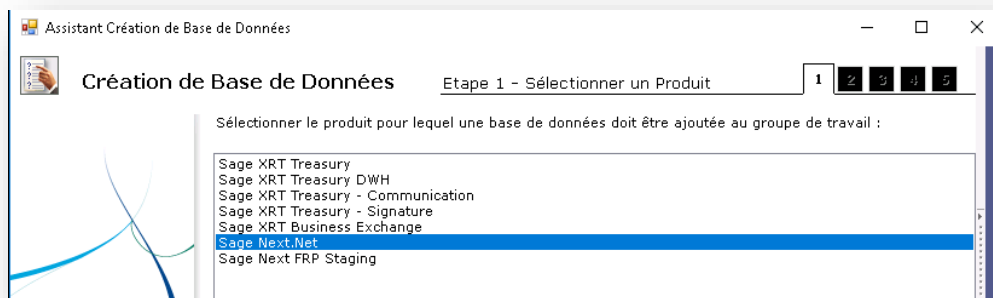 Assistant Création de Base de Données
Création de Base de Données
Etape 1 - Sélectionner un Produit
1 2 3 4 5
Sélectionner le produit pour lequel une base de données doit être ajoutée au groupe de travail :
Sage XRT Treasury
Sage XRT Treasury DWH
Sage XRT Treasury - Communication
Sage XRT Treasury - Signature
Sage XRT Business Exchange
Sage Next.Net
Sage Next FRP Staging